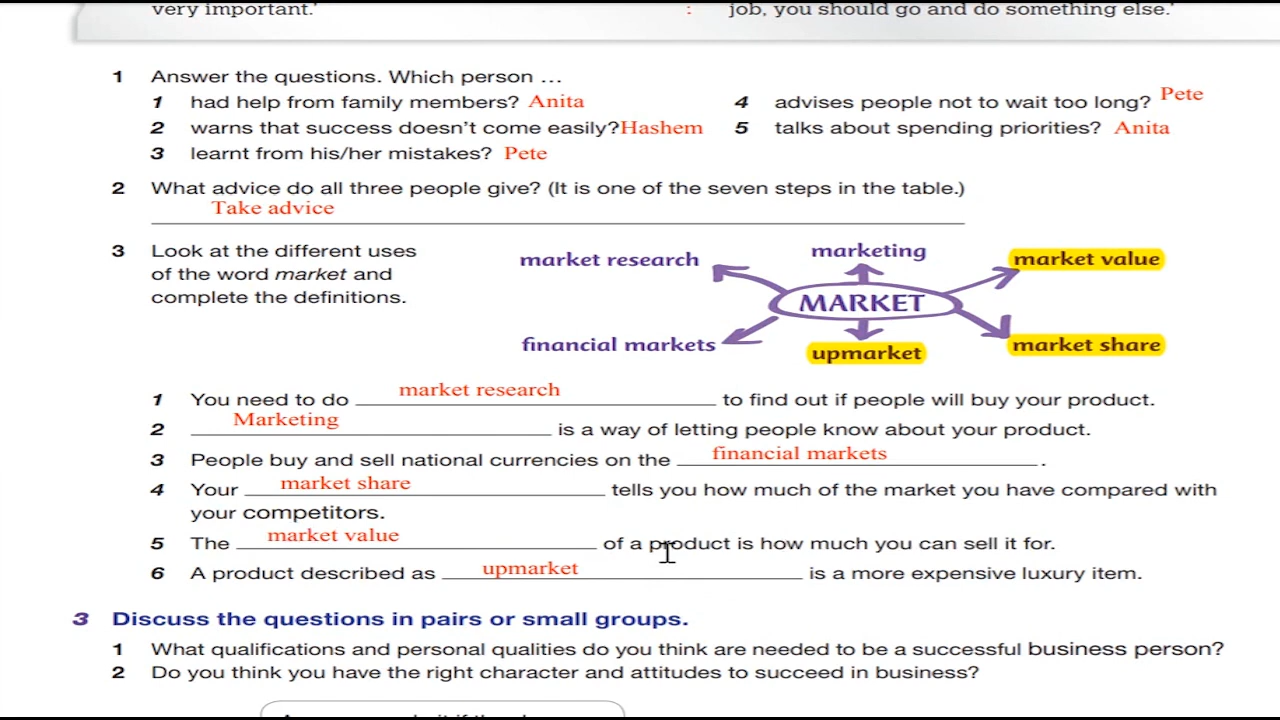 very important.'
: job, you should go and do something else.'
1 Answer the questions. Which person ...
1 had help from family members? Anita
2 warns that success doesn't come easily? Hashem
3 learnt from his/her mistakes? Pete
4 advises people not to wait too long? Pete
5 talks about spending priorities? Anita
2 What advice do all three people give? (It is one of the seven steps in the table.)
Take advice
3 Look at the different uses
of the word market and
complete the definitions.
market research
marketing
market value
MARKET
financial markets
upmarket
market share
1 You need to do market research to find out if people will buy your product.
2 Marketing is a way of letting people know about your product.
3 People buy and sell national currencies on the financial markets.
4 Your market share tells you how much of the market you have compared with
your competitors.
5 The market value of a product is how much you can sell it for.
6 A product described as upmarket is a more expensive luxury item.
3 Discuss the questions in pairs or small groups.
1 What qualifications and personal qualities do you think are needed to be a successful business person?
2 Do you think you have the right character and attitudes to succeed in business?